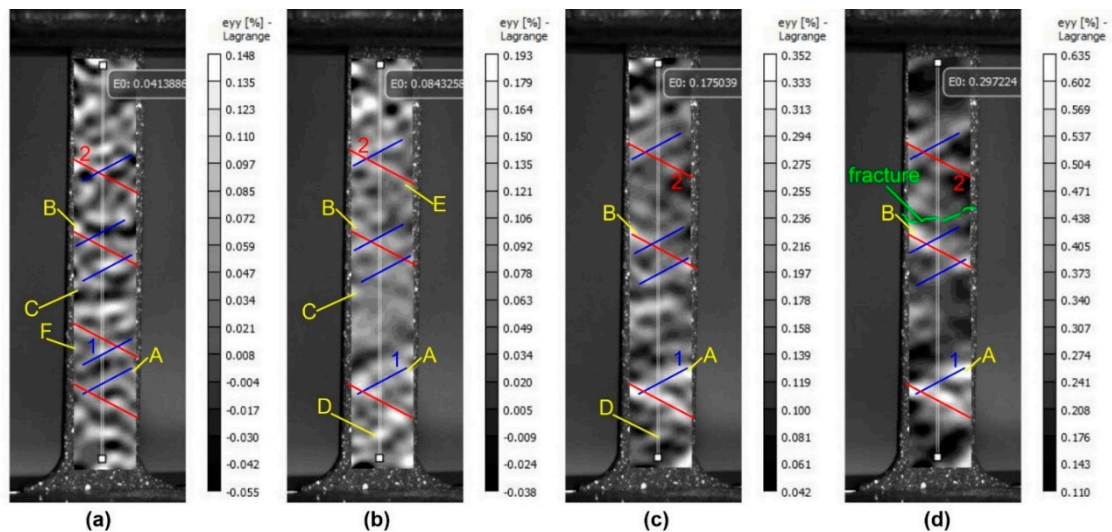 eyy [%] -
Lagrange
E0: 0.0413886
0.148
0.135
0.123
0.110
0.097
0.085
0.072
0.059
0.047
0.034
0.021
0.008
-0.004
-0.017
-0.030
-0.042
-0.055
2
B
C
F
1
A
(a)
eyy [%] -
Lagrange
E0: 0.0843258
0.193
0.179
0.164
0.150
0.135
0.121
0.106
0.092
0.078
0.063
0.049
0.034
0.020
0.005
-0.009
-0.024
-0.038
2
E
B
C
1
A
D
(b)
eyy [%] -
Lagrange
E0: 0.175039
0.352
0.333
0.313
0.294
0.275
0.255
0.236
0.216
0.197
0.178
0.158
0.139
0.119
0.100
0.081
0.061
0.042
2
B
1
A
D
(c)
eyy [%] -
Lagrange
E0: 0.297224
0.635
0.602
0.569
0.537
0.504
0.471
0.438
0.405
0.373
0.340
0.307
0.274
0.241
0.208
0.176
0.143
0.110
fracture
2
B
1
A
(d)